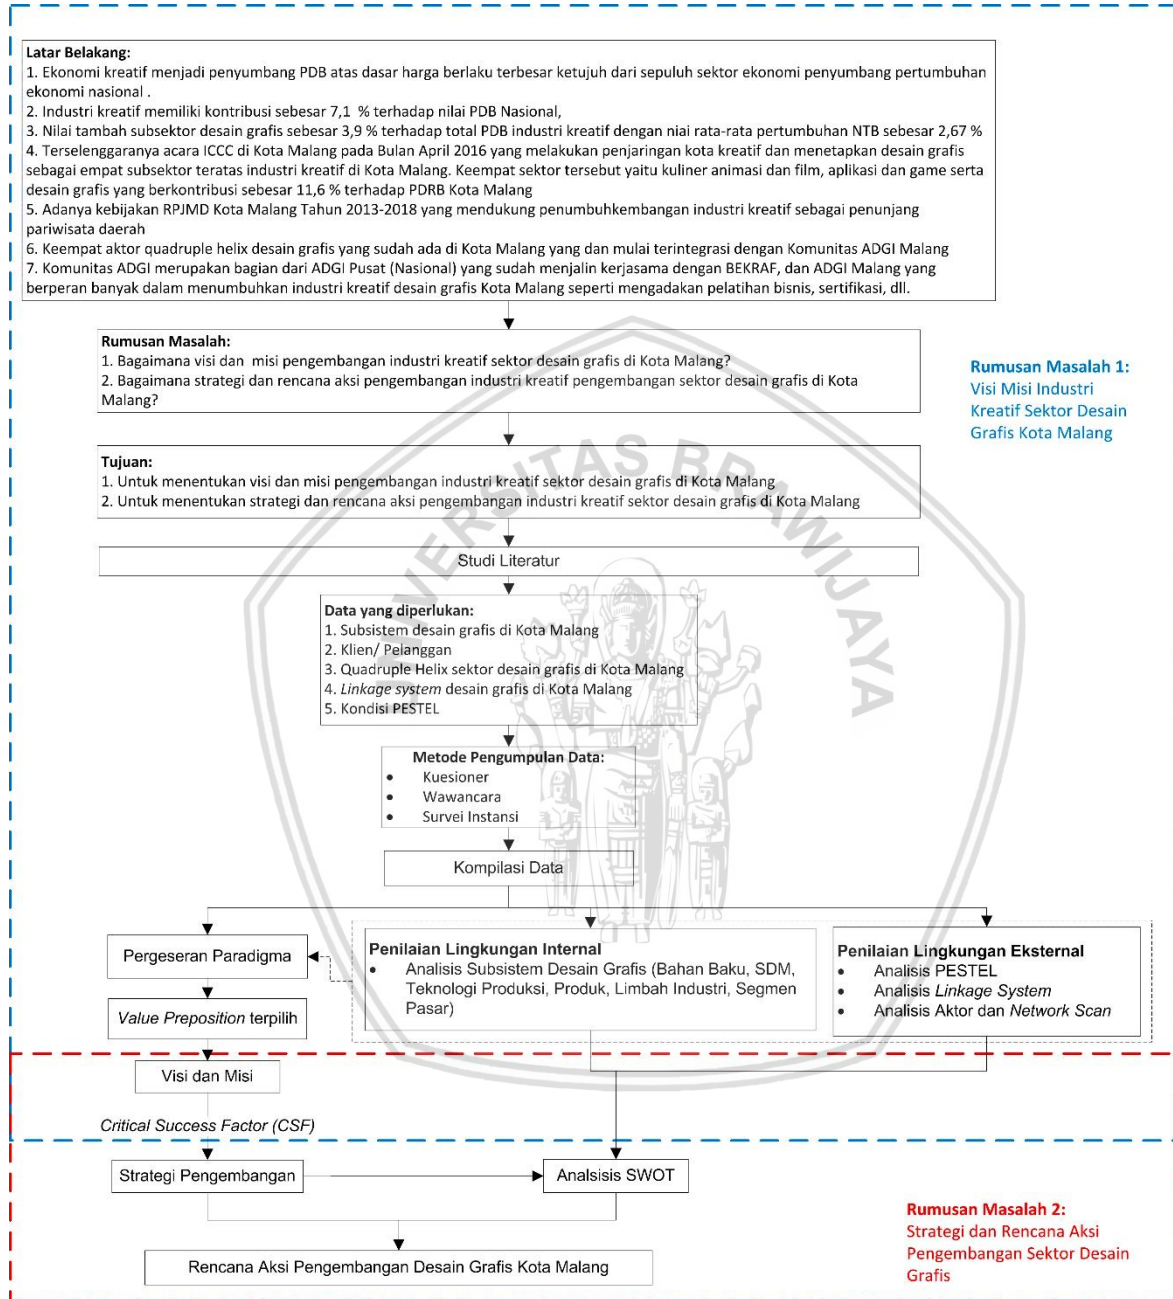 Latar Belakang:
1. Ekonomi kreatif menjadi penyumbang PDB atas dasar harga berlaku terbesar ketujuh dari sepuluh sektor ekonomi penyumbang pertumbuhan
ekonomi nasional .
2. Industri kreatif memiliki kontribusi sebesar 7,1 % terhadap nilai PDB Nasional,
3. Nilai tambah subsektor desain grafis sebesar 3,9 % terhadap total PDB industri kreatif dengan niai rata-rata pertumbuhan NTB sebesar 2,67 %
4. Terselenggaranya acara ICCC di Kota Malang pada Bulan April 2016 yang melakukan penjaringan kota kreatif dan menetapkan desain grafis
sebagai empat subsektor teratas industri kreatif di Kota Malang. Keempat sektor tersebut yaitu kuliner animasi dan film, aplikasi dan game serta
desain grafis yang berkontribusi sebesar 11,6 % terhadap PDRB Kota Malang
5. Adanya kebijakan RPJMD Kota Malang Tahun 2013-2018 yang mendukung penumbuhkembangan industri kreatif sebagai penunjang
pariwisata daerah
6. Keempat aktor quadruple helix desain grafis yang sudah ada di Kota Malang yang dan mulai terintegrasi dengan Komunitas ADGI Malang
7. Komunitas ADGI merupakan bagian dari ADGI Pusat (Nasional) yang sudah menjalin kerjasama dengan BEKRAF, dan ADGI Malang yang
berperan banyak dalam menumbuhkan industri kreatif desain grafis Kota Malang seperti mengadakan pelatihan bisnis, sertifikasi, dll.
Rumusan Masalah:
1. Bagaimana visi dan misi pengembangan industri kreatif sektor desain grafis di Kota Malang?
2. Bagaimana strategi dan rencana aksi pengembangan industri kreatif pengembangan sektor desain grafis di Kota
Malang?
Rumusan Masalah 1:
Visi Misi Industri
Kreatif Sektor Desain
Grafis Kota Malang
Tujuan:
1. Untuk menentukan visi dan misi pengembangan industri kreatif sektor desain grafis di Kota Malang
2. Untuk menentukan strategi dan rencana aksi pengembangan industri kreatif sektor desain grafis di Kota Malang
UNIVERSITAS BRAWIJAYA
Studi Literatur
Data yang diperlukan:
1. Subsistem desain grafis di Kota Malang
2. Klien/ Pelanggan
3. Quadruple Helix sektor desain grafis di Kota Malang
4. Linkage system desain grafis di Kota Malang
5. Kondisi PESTEL
Metode Pengumpulan Data:
• Kuesioner
• Wawancara
• Survei Instansi
Kompilasi Data
Pergeseran Paradigma
Value Preposition terpilih
Penilaian Lingkungan Internal
• Analisis Subsistem Desain Grafis (Bahan Baku, SDM,
Teknologi Produksi, Produk, Limbah Industri, Segmen
Pasar)
Penilaian Lingkungan Eksternal
• Analisis PESTEL
• Analisis Linkage System
• Analisis Aktor dan Network Scan
Visi dan Misi
Critical Success Factor (CSF)
Strategi Pengembangan
Analsisis SWOT
Rumusan Masalah 2:
Strategi dan Rencana Aksi
Pengembangan Sektor Desain
Grafis
Rencana Aksi Pengembangan Desain Grafis Kota Malang